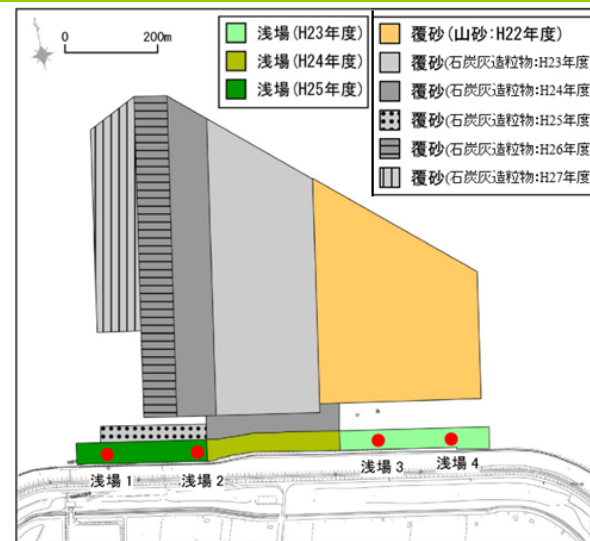 0 200m
浅場(H23年度)
浅場(H24年度)
浅場(H25年度)
覆砂(山砂:H22年度)
覆砂(石炭灰造粒物:H23年度
覆砂(石炭灰造粒物:H24年度
覆砂(石炭灰造粒物:H25年度
覆砂(石炭灰造粒物:H26年度
覆砂(石炭灰造粒物:H27年度
浅場1
浅場2
浅場3
浅場4